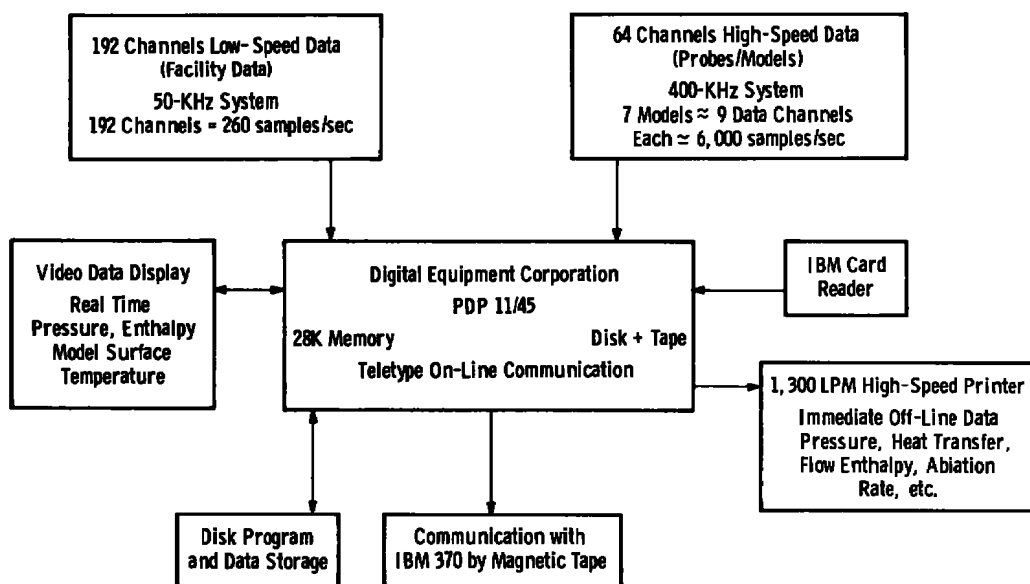 192 Channels Low-Speed Data
(Facility Data)
50-KHz System
192 Channels = 260 samples/sec
64 Channels High-Speed Data
(Probes/Models)
400-KHz System
7 Models ≈ 9 Data Channels
Each ≃ 6,000 samples/sec
Video Data Display
Real Time
Pressure, Enthalpy
Model Surface
Temperature
Digital Equipment Corporation
PDP 11/45
28K Memory
Disk + Tape
Teletype On-Line Communication
IBM Card
Reader
1,300 LPM High-Speed Printer
Immediate Off-Line Data
Pressure, Heat Transfer,
Flow Enthalpy, Abiation
Rate, etc.
Disk Program
and Data Storage
Communication with
IBM 370 by Magnetic Tape